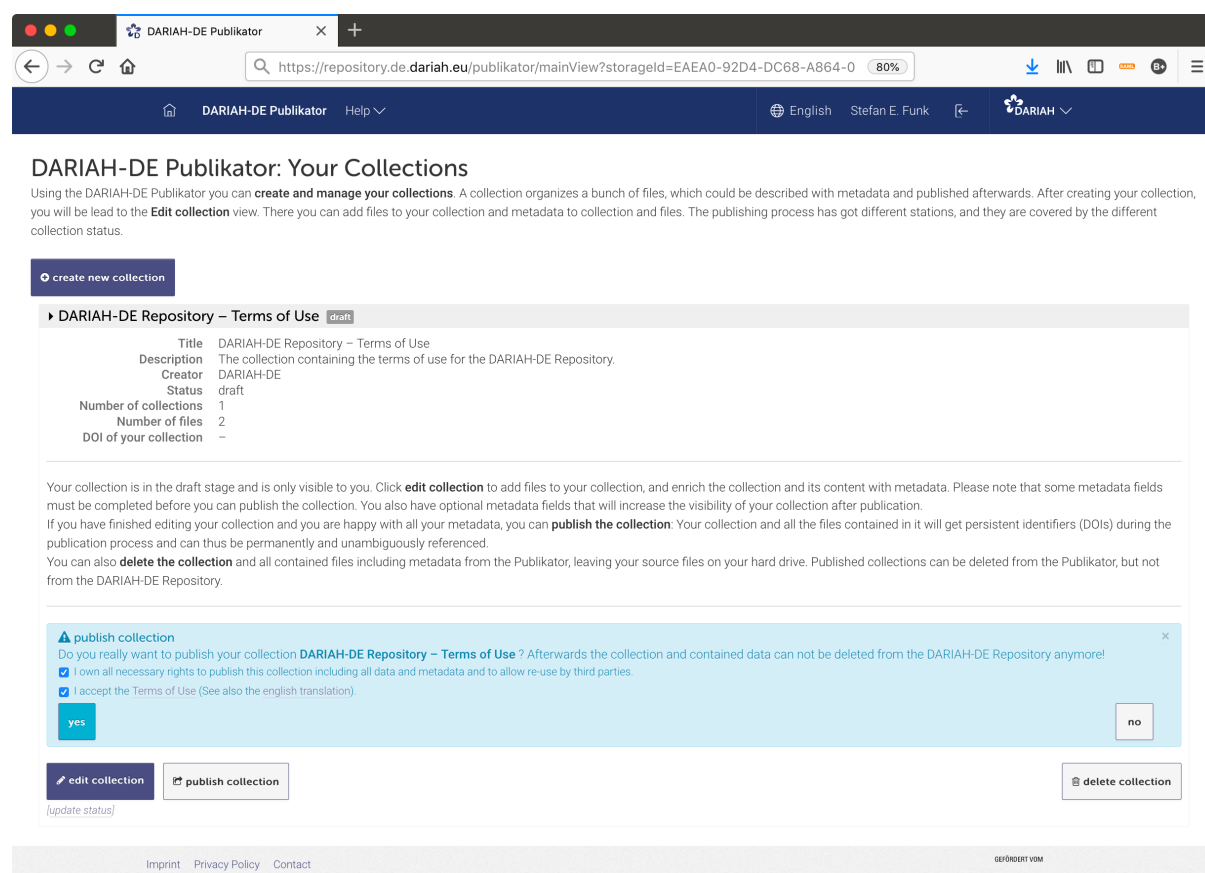 DARIAH-DE Publikator
https://repository.de.dariah.eu/publikator/mainView?storageId=EAEA0-92D4-DC68-A864-0 80%
DARIAH-DE Publikator Help English Stefan E. Funk DARIAH
DARIAH-DE Publikator: Your Collections
Using the DARIAH-DE Publikator you can create and manage your collections. A collection organizes a bunch of files, which could be described with metadata and published afterwards. After creating your collection,
you will be lead to the Edit collection view. There you can add files to your collection and metadata to collection and files. The publishing process has got different stations, and they are covered by the different
collection status.
create new collection
DARIAH-DE Repository – Terms of Use draft
Title DARIAH-DE Repository – Terms of Use
Description The collection containing the terms of use for the DARIAH-DE Repository.
Creator DARIAH-DE
Status draft
Number of collections 1
Number of files 2
DOI of your collection –
Your collection is in the draft stage and is only visible to you. Click edit collection to add files to your collection, and enrich the collection and its content with metadata. Please note that some metadata fields
must be completed before you can publish the collection. You also have optional metadata fields that will increase the visibility of your collection after publication.
If you have finished editing your collection and you are happy with all your metadata, you can publish the collection: Your collection and all the files contained in it will get persistent identifiers (DOIs) during the
publication process and can thus be permanently and unambiguously referenced.
You can also delete the collection and all contained files including metadata from the Publikator, leaving your source files on your hard drive. Published collections can be deleted from the Publikator, but not
from the DARIAH-DE Repository.
publish collection ×
Do you really want to publish your collection DARIAH-DE Repository – Terms of Use ? Afterwards the collection and contained data can not be deleted from the DARIAH-DE Repository anymore!
I own all necessary rights to publish this collection including all data and metadata and to allow re-use by third parties.
I accept the Terms of Use (See also the english translation).
yes no
edit collection publish collection delete collection
[update status]
Imprint Privacy Policy Contact GEFÖRDERT VOM